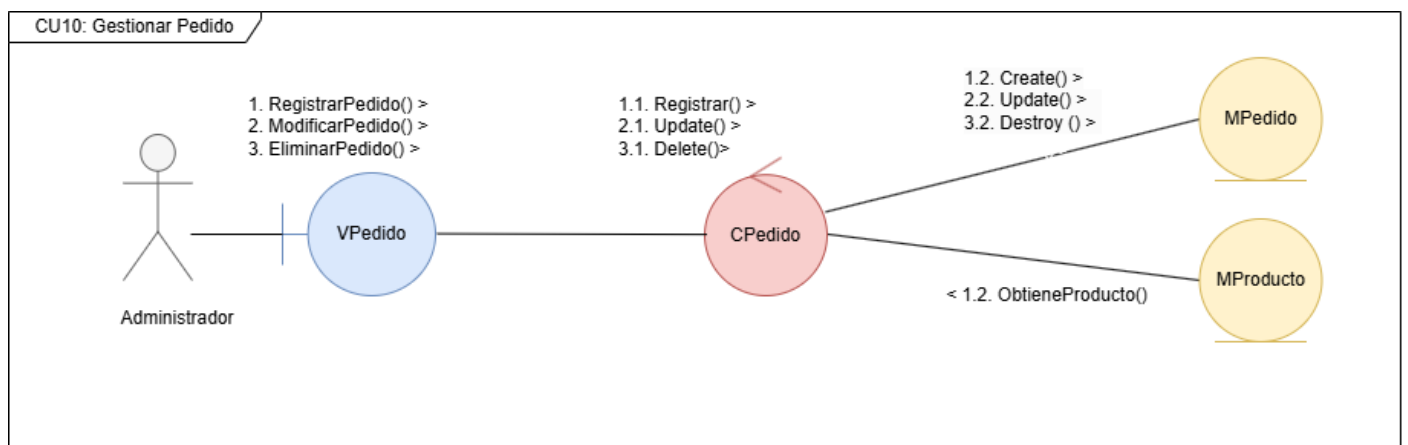 CU10: Gestionar Pedido
1. RegistrarPedido() >
2. ModificarPedido() >
3. EliminarPedido() >
1.1. Registrar() >
2.1. Update() >
3.1. Delete()>
1.2. Create() >
2.2. Update() >
3.2. Destroy () >
MPedido
VPedido
CPedido
MProducto
< 1.2. ObtieneProducto()
Administrador